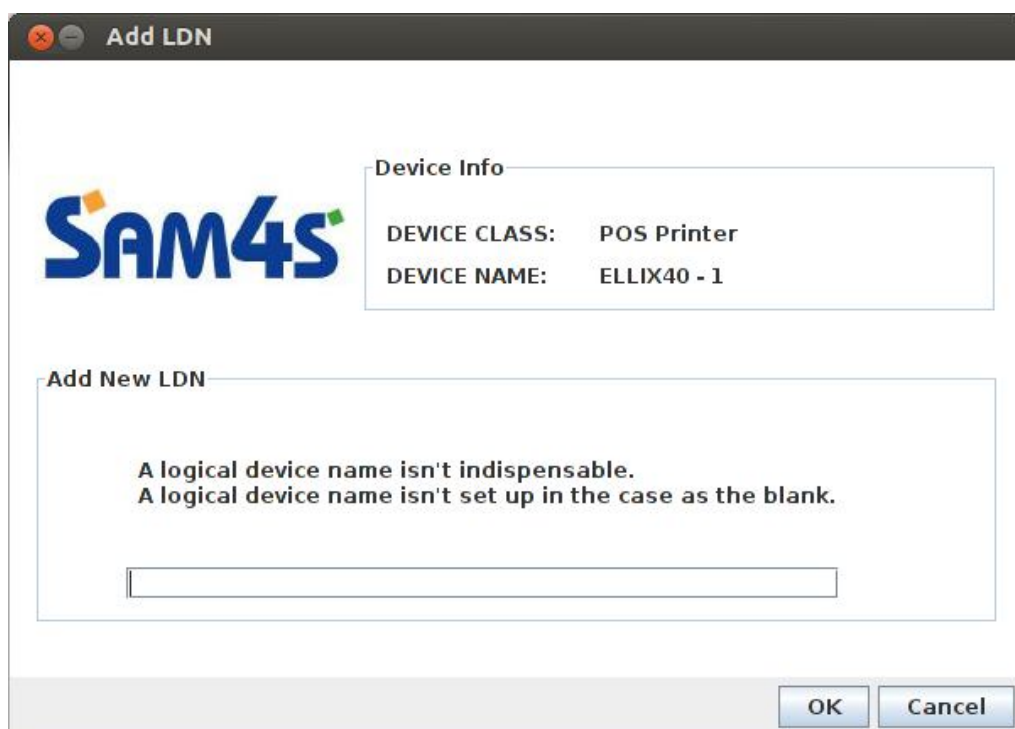 Add LDN
SAM4S
Device Info
DEVICE CLASS: POS Printer
DEVICE NAME: ELLIX40 - 1
Add New LDN
A logical device name isn't indispensable.
A logical device name isn't set up in the case as the blank.
OK Cancel